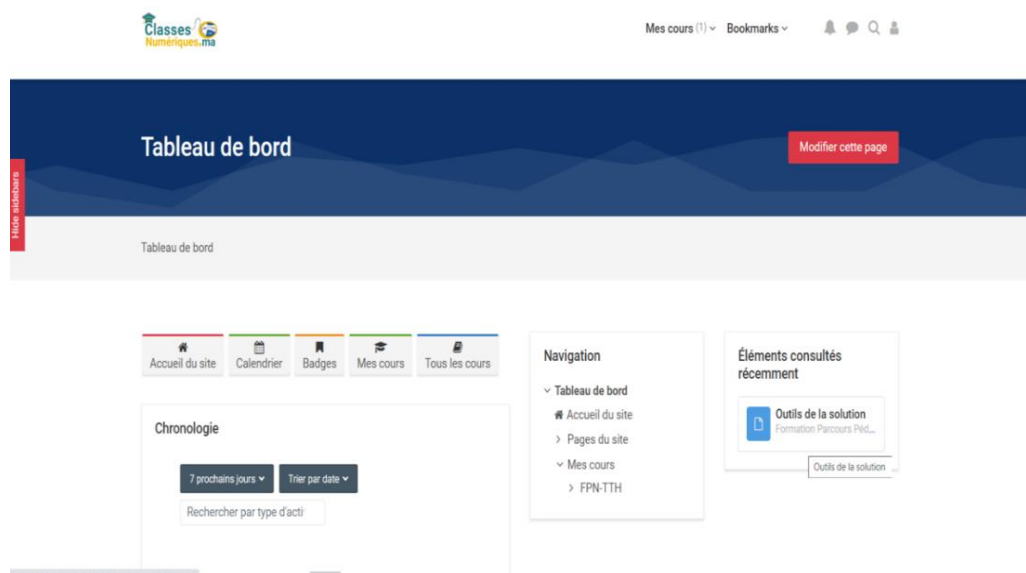 Classes
Numériques.ma
Mes cours (1)
Bookmarks
Tableau de bord
Modifier cette page
Hide sidebars
Tableau de bord
Accueil du site
Calendrier
Badges
Mes cours
Tous les cours
Chronologie
7 prochains jours
Trier par date
Rechercher par type d'acti
Navigation
Tableau de bord
Accueil du site
Pages du site
Mes cours
FPN-TTH
Éléments consultés
récemment
Outils de la solution
Formation Parcours Péd...
Outils de la solution